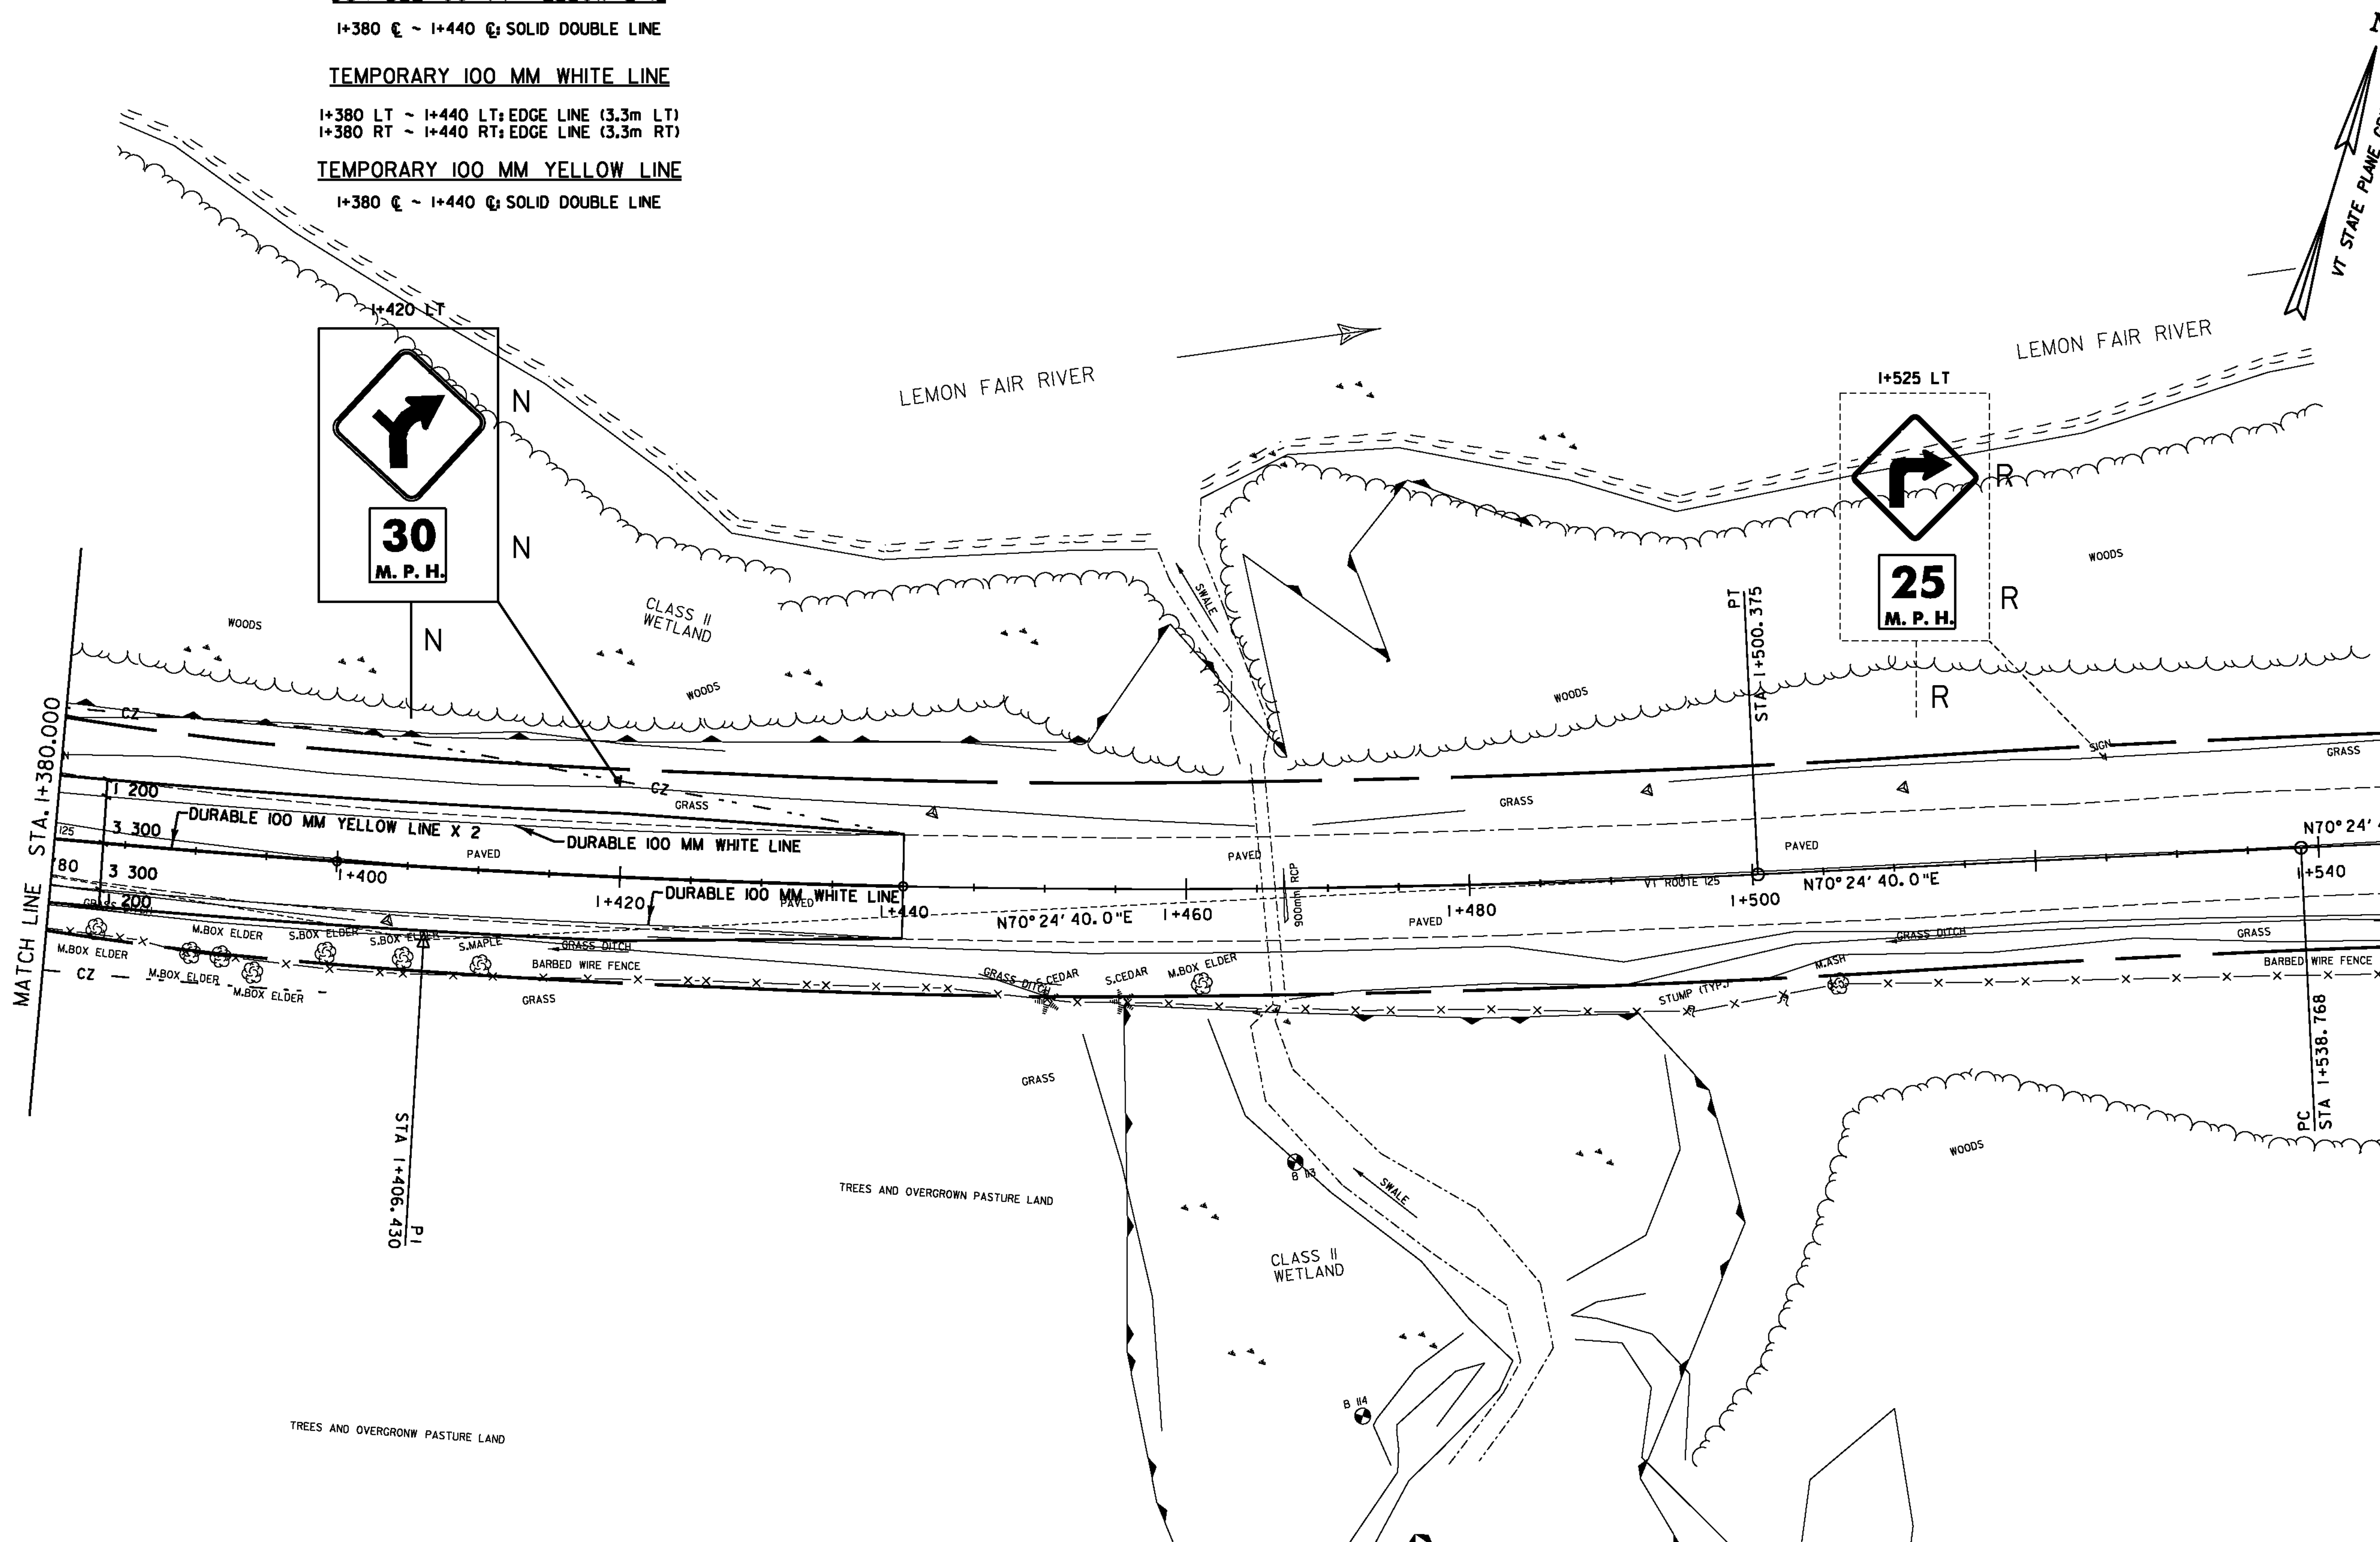 1+380 ℄ ~ 1+440 ℄: SOLID DOUBLE LINE
TEMPORARY 100 MM WHITE LINE
1+380 LT ~ 1+440 LT: EDGE LINE (3.3m LT)
1+380 RT ~ 1+440 RT: EDGE LINE (3.3m RT)
TEMPORARY 100 MM YELLOW LINE
1+380 ℄ ~ 1+440 ℄: SOLID DOUBLE LINE
VT STATE PLANE
1+420 LT
N
30
M. P. H.
N
N
LEMON FAIR RIVER
LEMON FAIR RIVER
1+525 LT
R
25
M. P. H.
R
R
WOODS
CLASS II
WETLAND
WOODS
SWALE
WOODS
WOODS
PT
STA 1+500.375
MATCH LINE STA. 1+380.000
CZ
CZ
GRASS
GRASS
SIGN
GRASS
1 200
3 300
125
DURABLE 100 MM YELLOW LINE X 2
DURABLE 100 MM WHITE LINE
PAVED
PAVED
PAVED
N70° 24'
80
3 300
1+400
200
1+420
DURABLE 100 MM WHITE LINE
PAVED
1+440
N70° 24' 40.0"E
1+460
900mm RCP
PAVED
1+480
VT ROUTE 125
1+500
N70° 24' 40.0"E
1+540
GRASS DITCH
M.BOX ELDER
S.BOX ELDER
S.BOX ELDER
S.MAPLE
GRASS DITCH
M.BOX ELDER
BARBED WIRE FENCE
GRASS DITCH
S.CEDAR
S.CEDAR
M.BOX ELDER
GRASS DITCH
GRASS
M.ASH
BARBED WIRE FENCE
CZ
M.BOX ELDER
M.BOX ELDER
GRASS
STUMP (TYP.)
GRASS
PC
STA 1+538.768
STA 1+406.430
PI
B 113
SWALE
WOODS
TREES AND OVERGROWN PASTURE LAND
CLASS II
WETLAND
B 114
TREES AND OVERGRONW PASTURE LAND